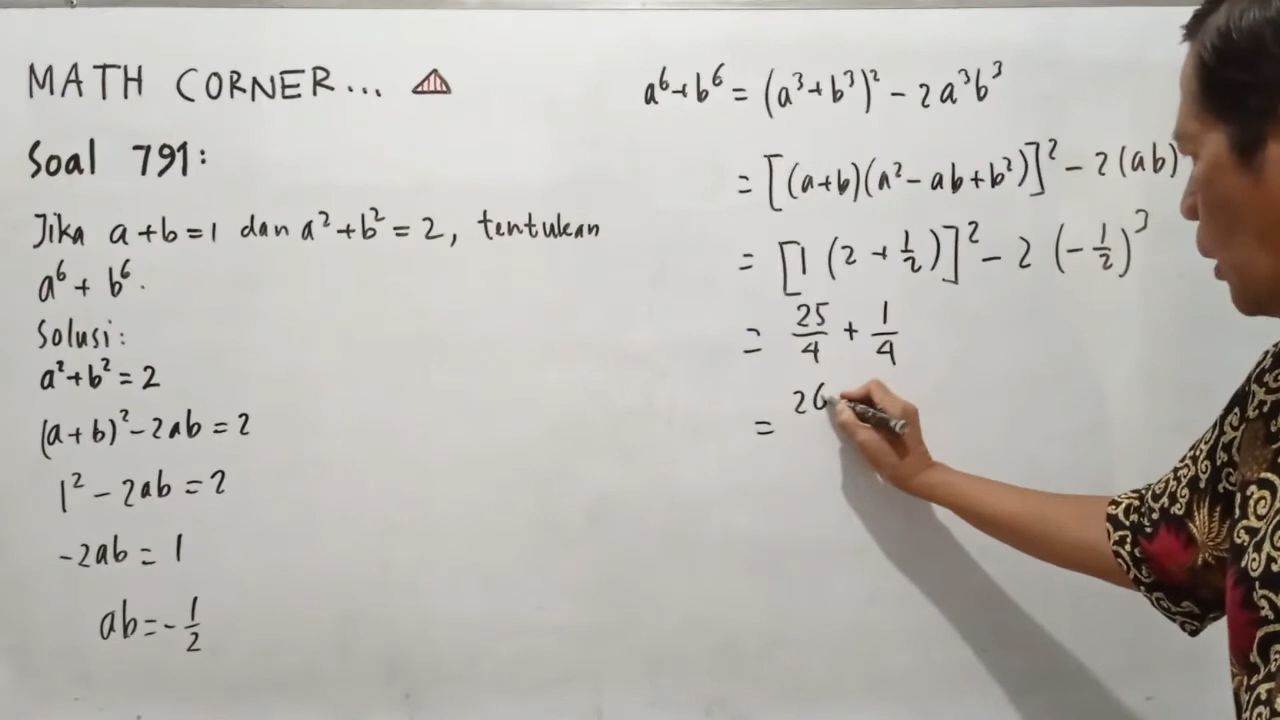 MATH CORNER...
Soal 791:
Jika a+b=1 dan a²+b²=2, tentukan
a⁶+b⁶.
Solusi:
a²+b²=2
(a+b)²-2ab=2
1²-2ab=2
-2ab=1
ab=-1/2
a⁶+b⁶=(a³+b³)²-2a³b³
=[(a+b)(a²-ab+b²)]²-2(ab)
=[1(2+1/2)]²-2(-1/2)³
=25/4+1/4
=26